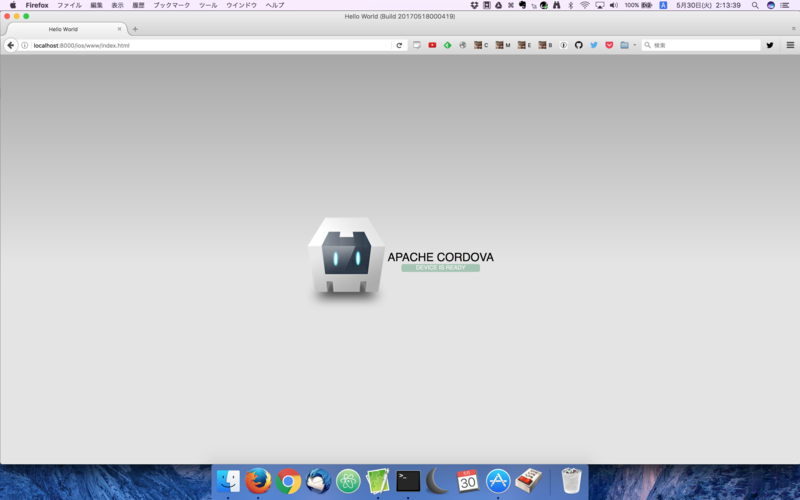 Firefox ファイル 編集 表示 履歴 ブックマーク ツール ウインドウ ヘルプ 100% A 5月30日(火) 2:13:39
Hello World (Build 20170518000419)
Hello World
localhost:8000/ios/www/index.html C M E B 検索
APACHE CORDOVA
DEVICE IS READY
30